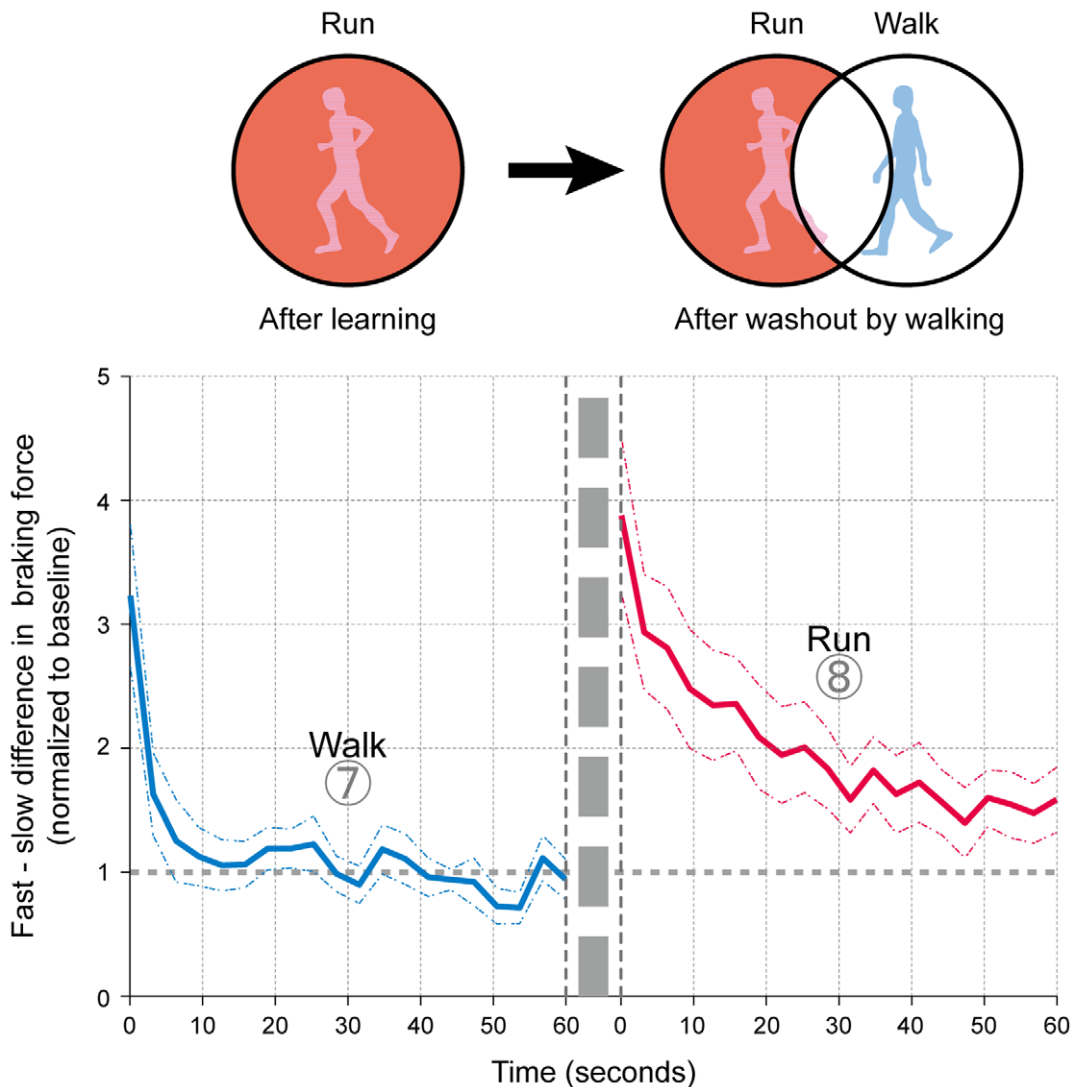 Run
Run Walk
After learning
After washout by walking
Fast - slow difference in braking force
(normalized to baseline)
5
4
3
2
1
0
Walk
7
Run
8
0 10 20 30 40 50 60 0 10 20 30 40 50 60
Time (seconds)